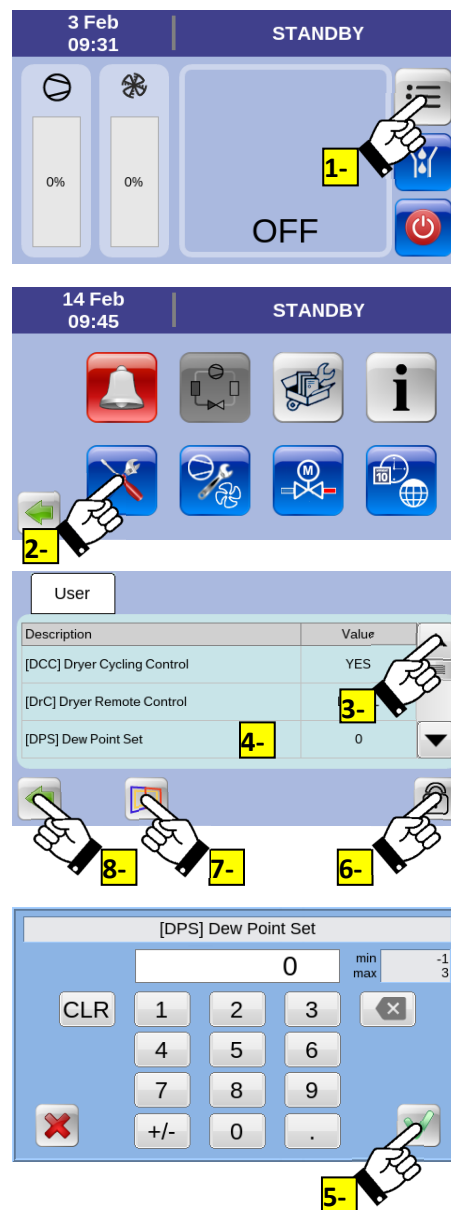 3 Feb
09:31
STANDBY
0%
0%
1-
OFF
14 Feb
09:45
STANDBY
10
M
i
2-
User
Description Value
[DCC] Dryer Cycling Control YES
[DrC] Dryer Remote Control
3-
[DPS] Dew Point Set 4- 0
8- 7- 6-
[DPS] Dew Point Set
0 min -1
max 3
CLR 1 2 3
4 5 6
7 8 9
+/- 0 .
5-